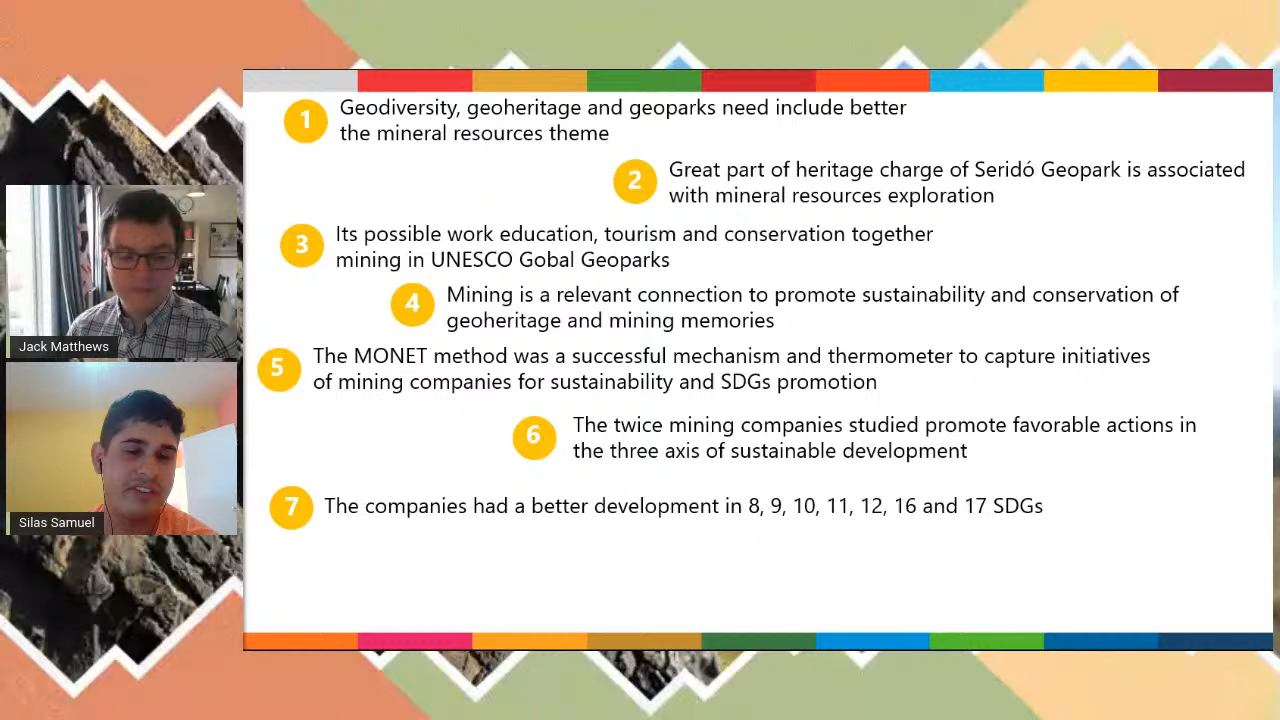 1
Geodiversity, geoheritage and geoparks need include better
the mineral resources theme
2
Great part of heritage charge of Seridó Geopark is associated
with mineral resources exploration
3
Its possible work education, tourism and conservation together
mining in UNESCO Gobal Geoparks
4
Mining is a relevant connection to promote sustainability and conservation of
geoheritage and mining memories
5
The MONET method was a successful mechanism and thermometer to capture initiatives
of mining companies for sustainability and SDGs promotion
6
The twice mining companies studied promote favorable actions in
the three axis of sustainable development
7
The companies had a better development in 8, 9, 10, 11, 12, 16 and 17 SDGs
Jack Matthews
Silas Samuel